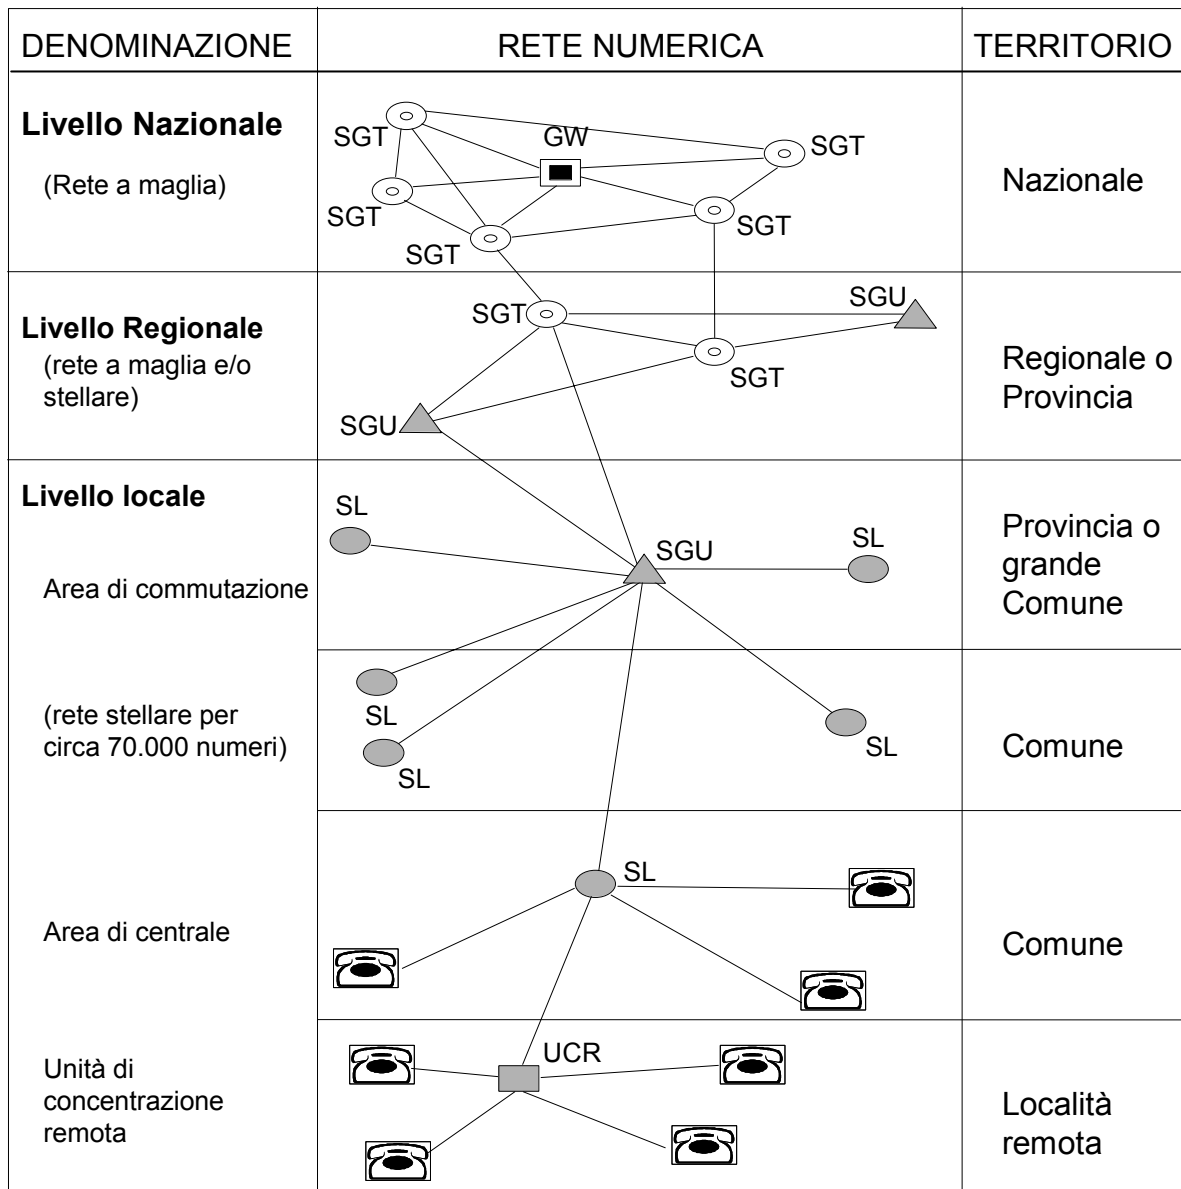 DENOMINAZIONE
RETE NUMERICA
TERRITORIO
Livello Nazionale
(Rete a maglia)
SGT
GW
SGT
SGT
SGT
SGT
Nazionale
Livello Regionale
(rete a maglia e/o
stellare)
SGT
SGU
SGT
SGU
Regionale o
Provincia
Livello locale
Area di commutazione
SL
SGU
SL
Provincia o
grande
Comune
(rete stellare per
circa 70.000 numeri)
SL
SL
SL
Comune
Area di centrale
SL
Comune
Unità di
concentrazione
remota
UCR
Località
remota